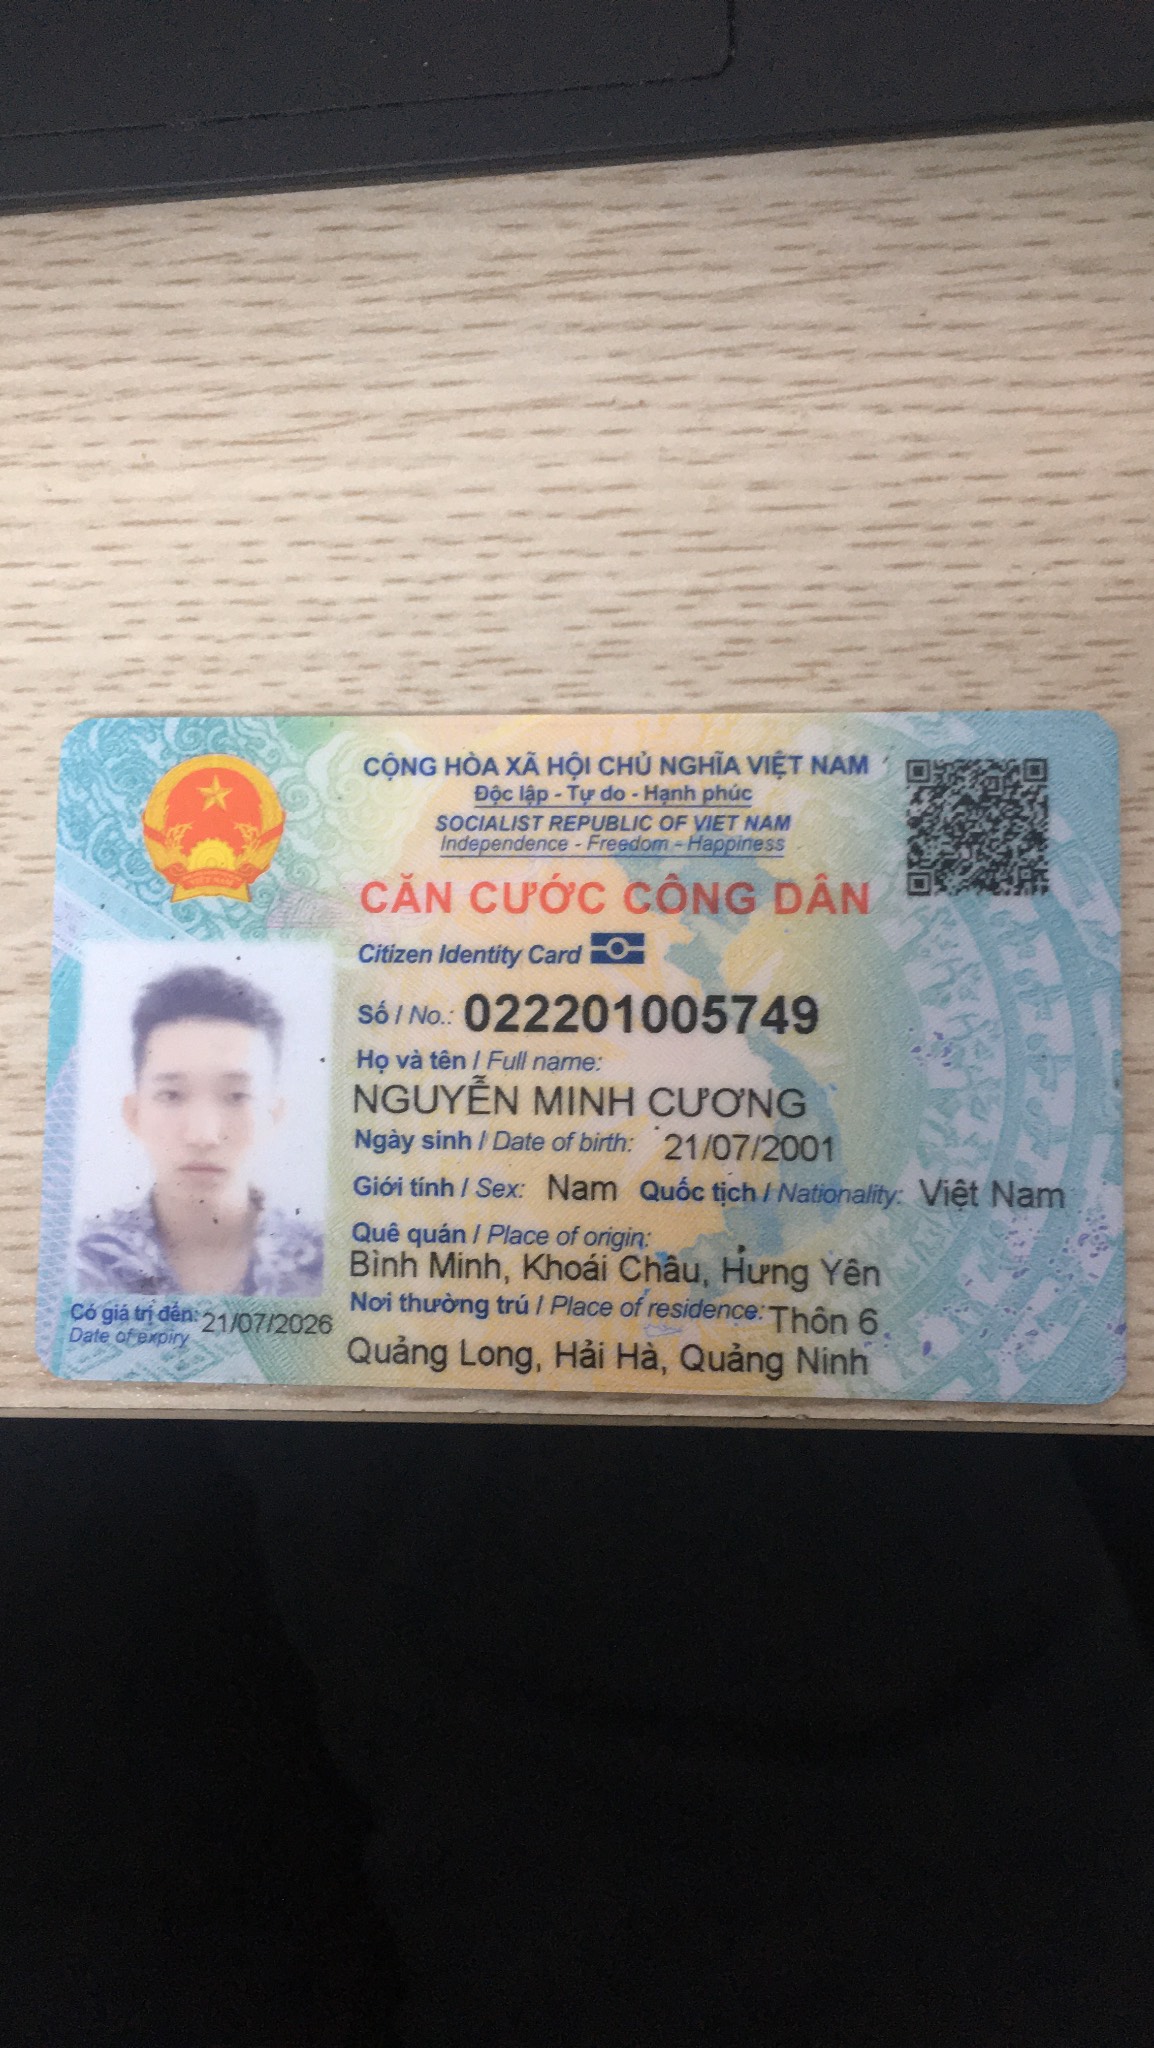 CỘNG HÒA XÃ HỘI CHỦ NGHĨA VIỆT NAM
Độc lập - Tự do - Hạnh phúc
SOCIALIST REPUBLIC OF VIET NAM
Independence - Freedom - Happiness
CĂN CƯỚC CÔNG DÂN
Citizen Identity Card
Số / No.: 022201005749
Họ và tên / Full name:
NGUYỄN MINH CƯƠNG
Ngày sinh / Date of birth: 21/07/2001
Giới tính / Sex: Nam Quốc tịch / Nationality: Việt Nam
Quê quán / Place of origin:
Bình Minh, Khoái Châu, Hưng Yên
Nơi thường trú / Place of residence: Thôn 6
Quảng Long, Hải Hà, Quảng Ninh
Có giá trị đến: 21/07/2026
Date of expiry